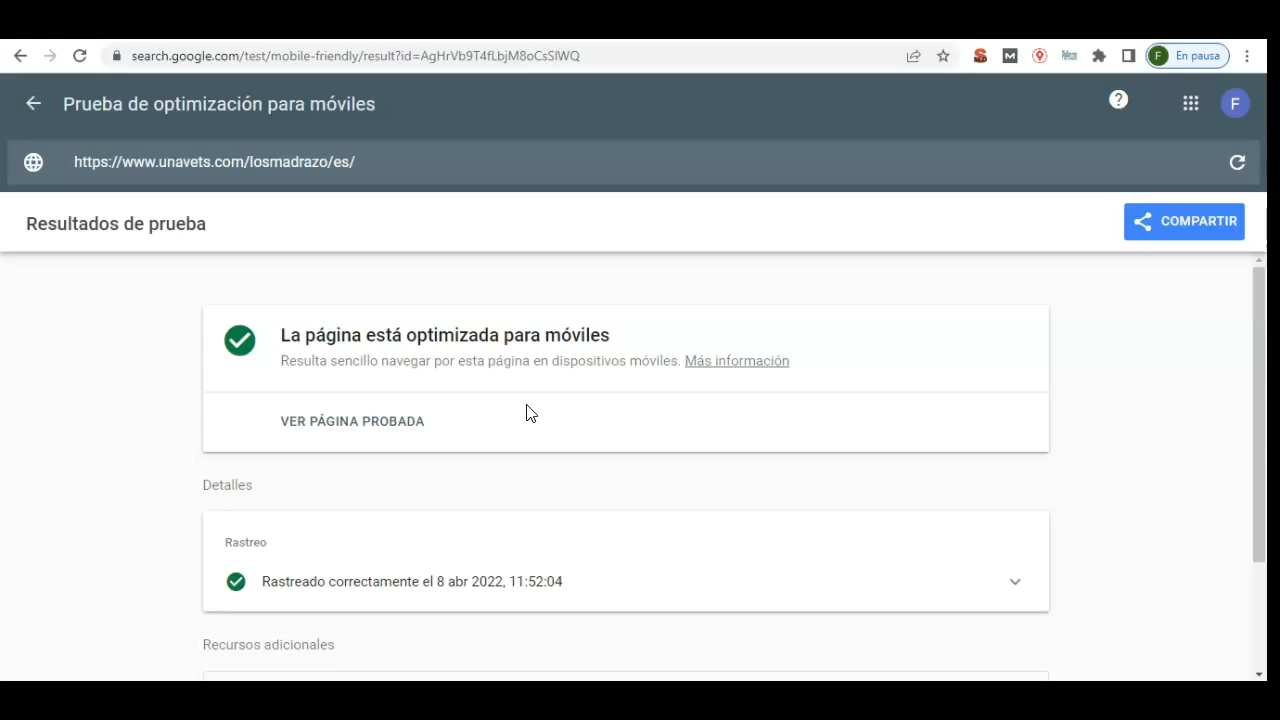 search.google.com/test/mobile-friendly/result?id=AgHrVb9T4fLbjM8oCsSlWQ
F
En pausa
Prueba de optimización para móviles
?
F
https://www.unavets.com/losmadrazo/es/
Resultados de prueba
COMPARTIR
La página está optimizada para móviles
Resulta sencillo navegar por esta página en dispositivos móviles. Más información
VER PÁGINA PROBADA
Detalles
Rastreo
Rastreado correctamente el 8 abr 2022, 11:52:04
Recursos adicionales